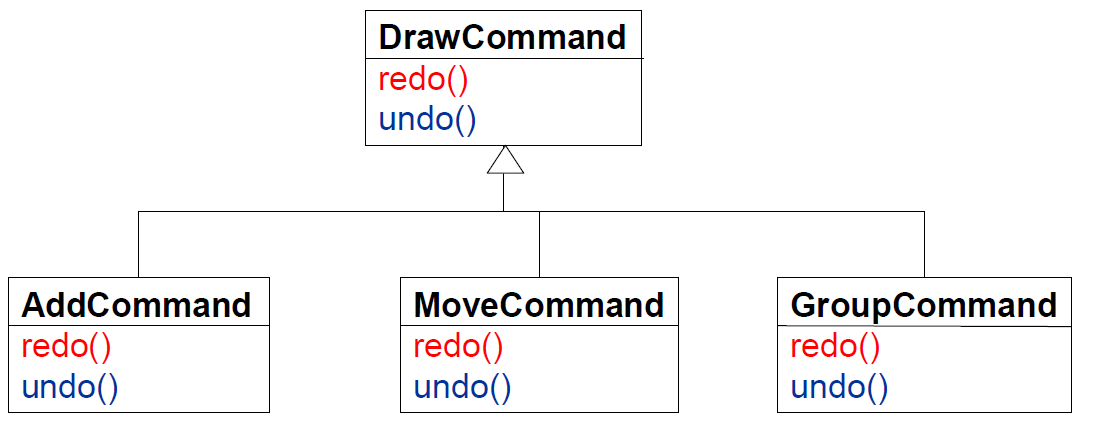 DrawCommand
redo()
undo()
AddCommand
redo()
undo()
MoveCommand
redo()
undo()
GroupCommand
redo()
undo()